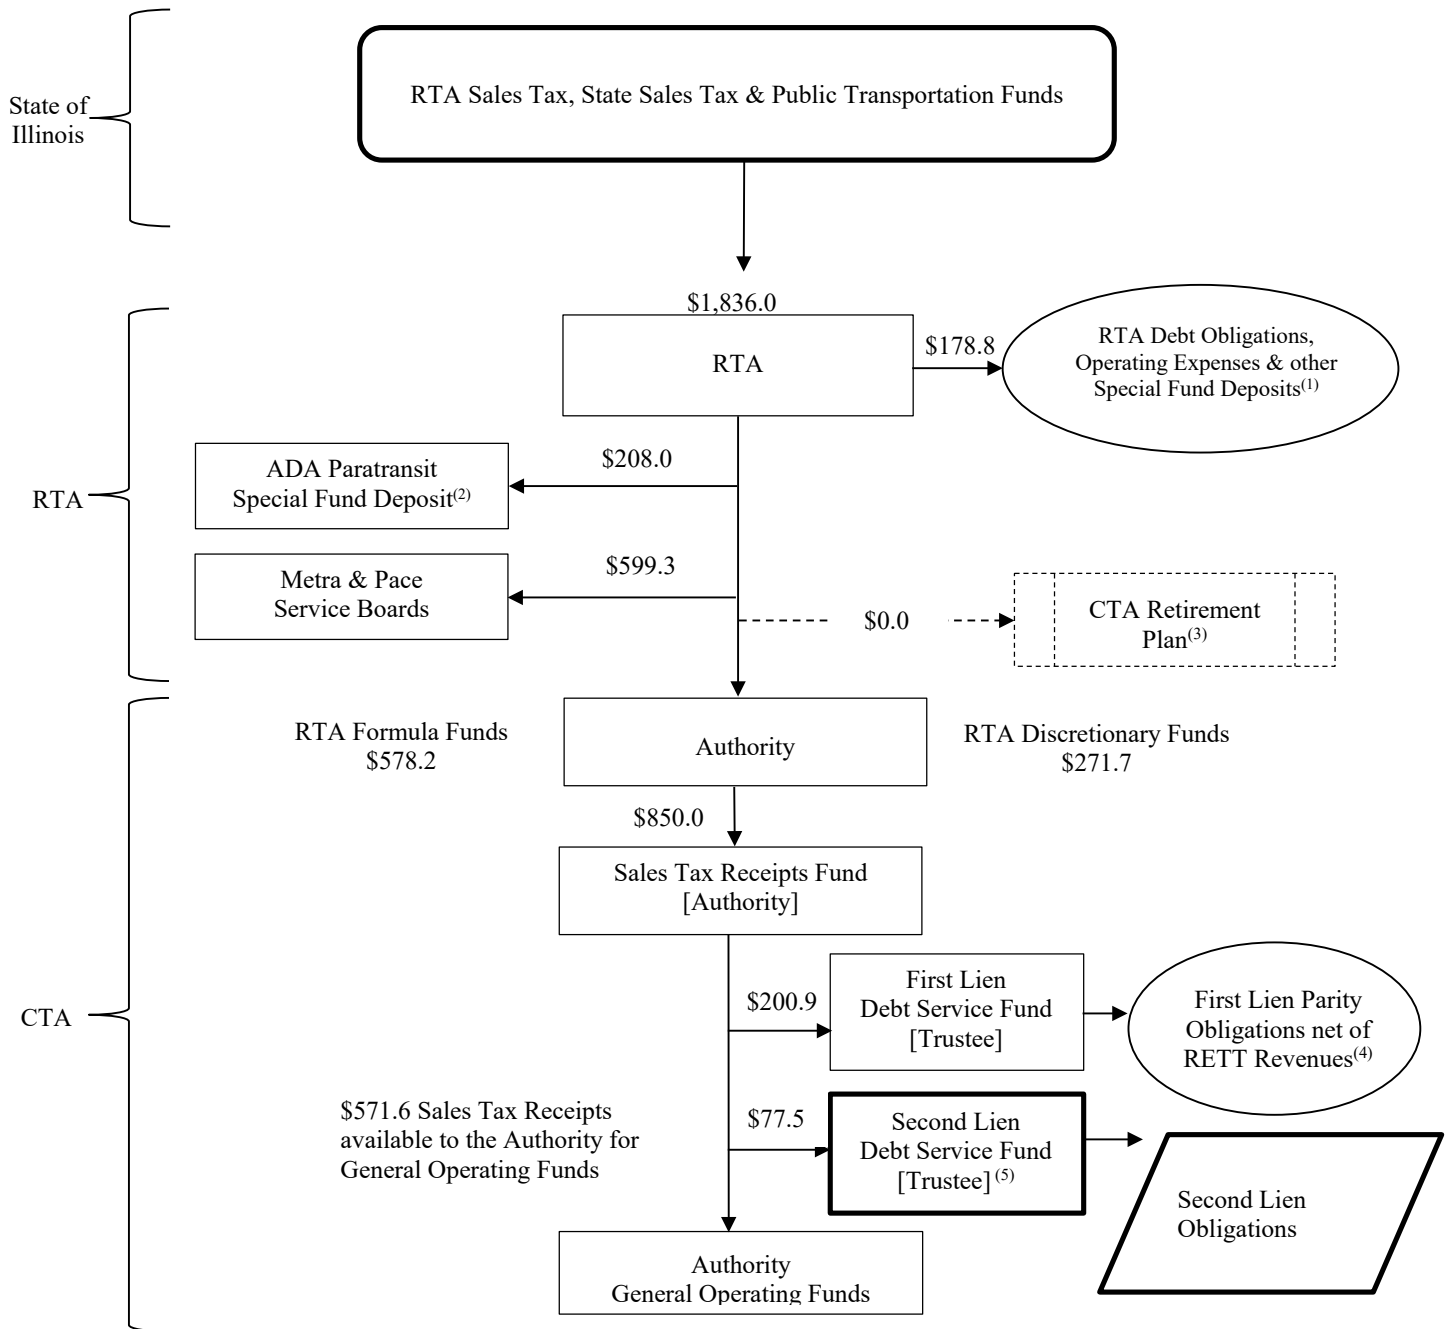 State of
Illinois
RTA Sales Tax, State Sales Tax & Public Transportation Funds
$1,836.0
RTA
$178.8
RTA Debt Obligations,
Operating Expenses & other
Special Fund Deposits(1)
RTA
ADA Paratransit
Special Fund Deposit(2)
$208.0
Metra & Pace
Service Boards
$599.3
$0.0
CTA Retirement
Plan(3)
CTA
RTA Formula Funds
$578.2
Authority
RTA Discretionary Funds
$271.7
$850.0
Sales Tax Receipts Fund
[Authority]
$200.9
First Lien
Debt Service Fund
[Trustee]
First Lien Parity
Obligations net of
RETT Revenues(4)
$571.6 Sales Tax Receipts
available to the Authority for
General Operating Funds
$77.5
Second Lien
Debt Service Fund
[Trustee] (5)
Second Lien
Obligations
Authority
General Operating Funds